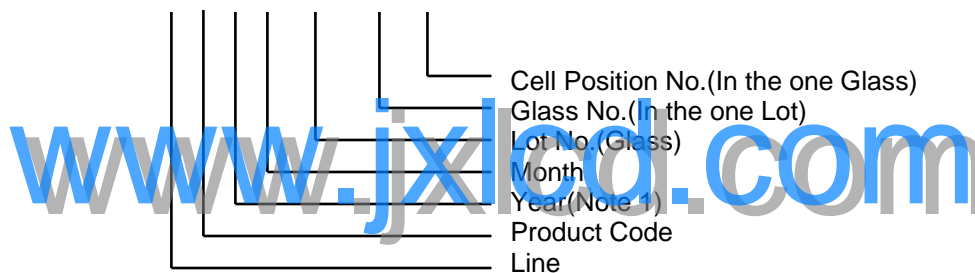 Cell Position No.(In the one Glass)
Glass No.(In the one Lot)
Lot No.(Glass)
Month
Year(Note 1)
Product Code
Line
www.jxlcd.com